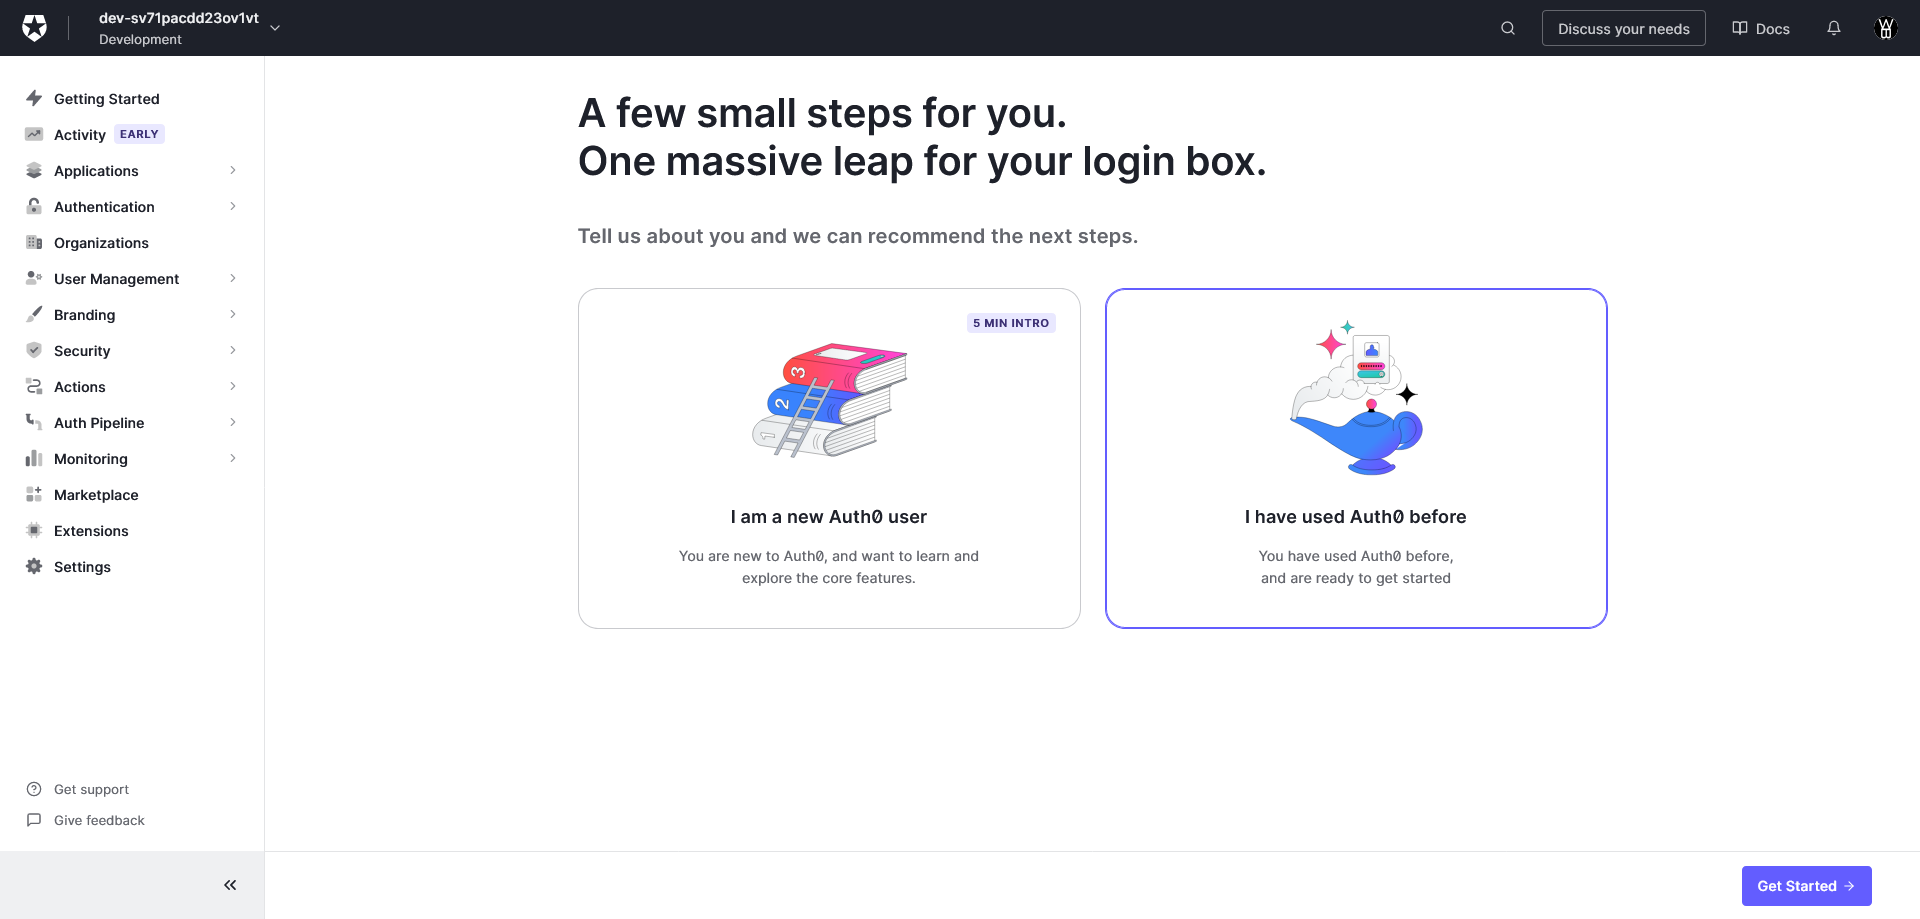 dev-sv71pacdd23ov1vt
Development
Discuss your needs
Docs
Getting Started
Activity EARLY
Applications
Authentication
Organizations
User Management
Branding
Security
Actions
Auth Pipeline
Monitoring
Marketplace
Extensions
Settings
Get support
Give feedback
A few small steps for you.
One massive leap for your login box.
Tell us about you and we can recommend the next steps.
5 MIN INTRO
3
2
1
I am a new Auth0 user
You are new to Auth0, and want to learn and
explore the core features.
I have used Auth0 before
You have used Auth0 before,
and are ready to get started
Get Started